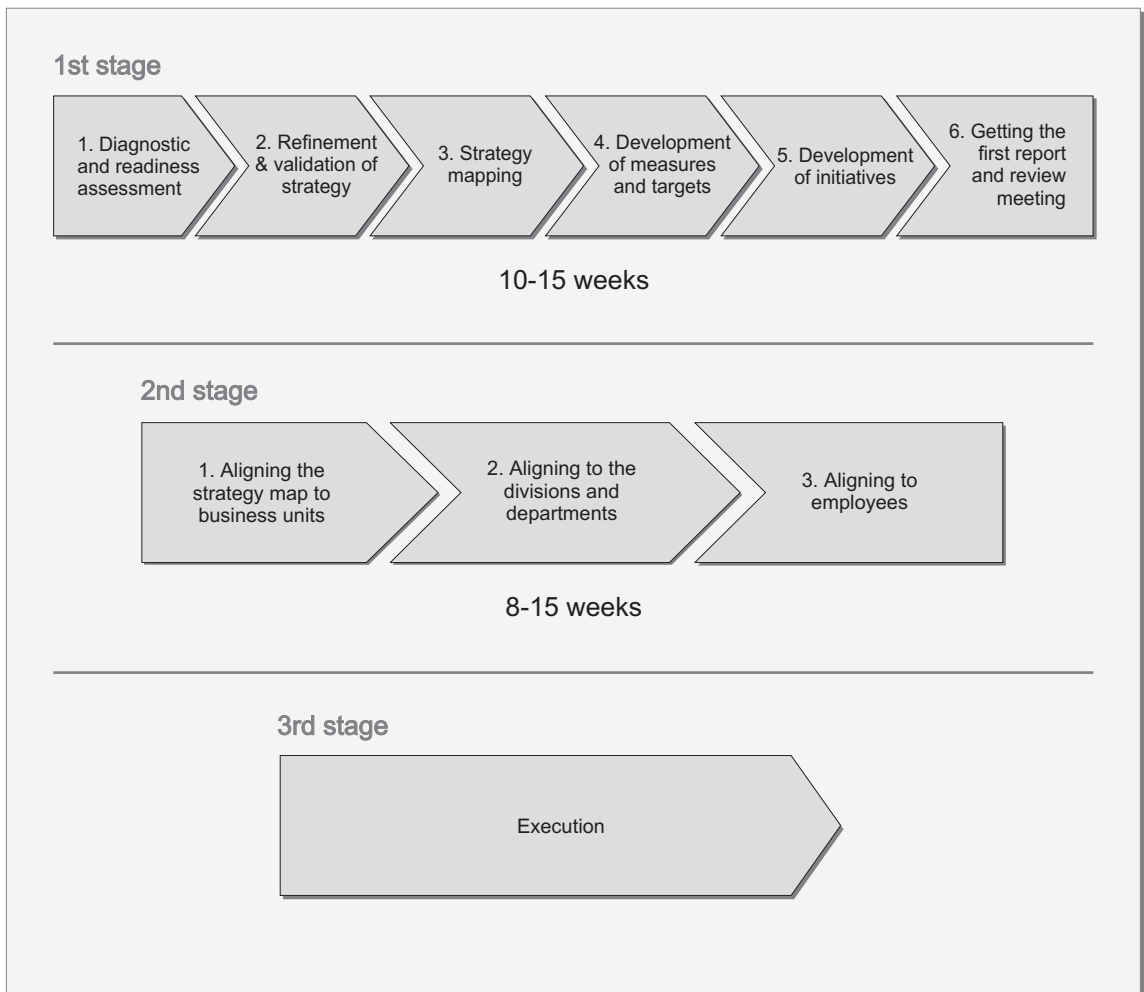 1st stage
1. Diagnostic
and readiness
assessment
2. Refinement
& validation of
strategy
3. Strategy
mapping
4. Development
of measures
and targets
5. Development
of initiatives
6. Getting the
first report
and review
meeting
10-15 weeks
2nd stage
1. Aligning the
strategy map to
business units
2. Aligning to the
divisions and
departments
3. Aligning to
employees
8-15 weeks
3rd stage
Execution